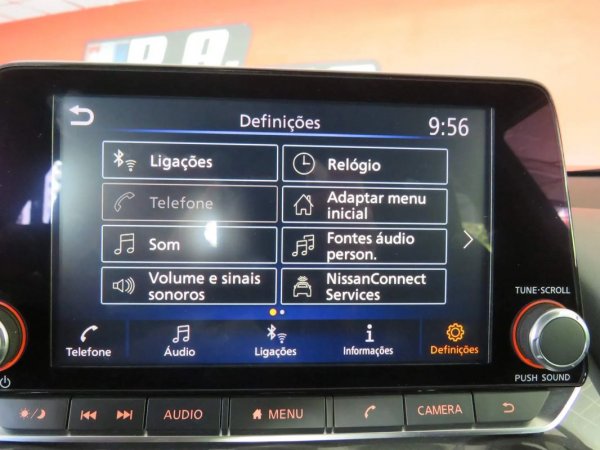 Definições
9:56
Ligações
Relógio
Telefone
Adaptar menu
inicial
Som
Fontes áudio
person.
Volume e sinais
sonoros
NissanConnect
Services
Telefone
Áudio
Ligações
Informações
Definições
TUNE·SCROLL
PUSH SOUND
AUDIO
MENU
CAMERA